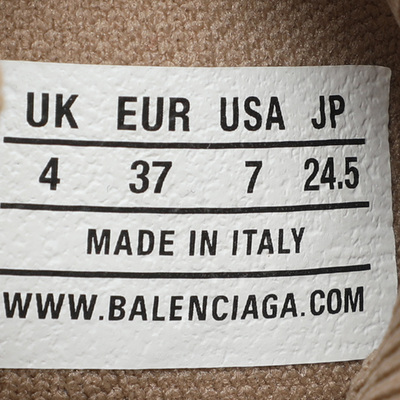 UK EUR USA JP
4 37 7 24.5
MADE IN ITALY
WWW.BALENCIAGA.COM